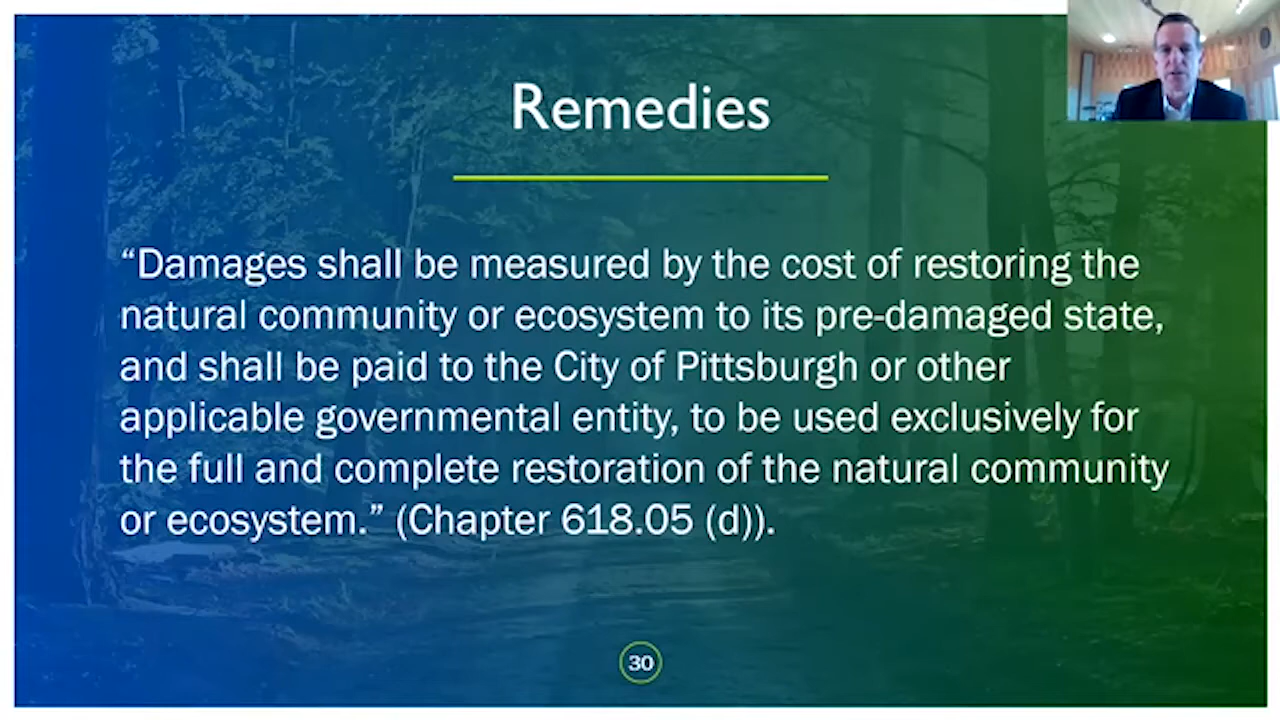 Remedies
“Damages shall be measured by the cost of restoring the
natural community or ecosystem to its pre-damaged state,
and shall be paid to the City of Pittsburgh or other
applicable governmental entity, to be used exclusively for
the full and complete restoration of the natural community
or ecosystem.” (Chapter 618.05 (d)).
30